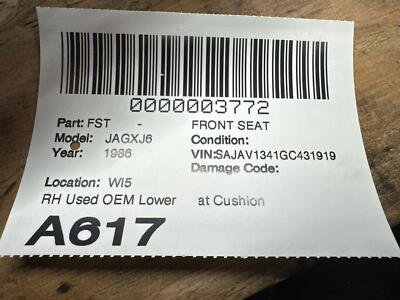 0000003772
Part: FST - FRONT SEAT
Model: JAGXJ6 Condition:
Year: 1986 VIN:SAJAV1341GC431919
Damage Code:
Location: WI5
RH Used OEM Lower at Cushion
A617